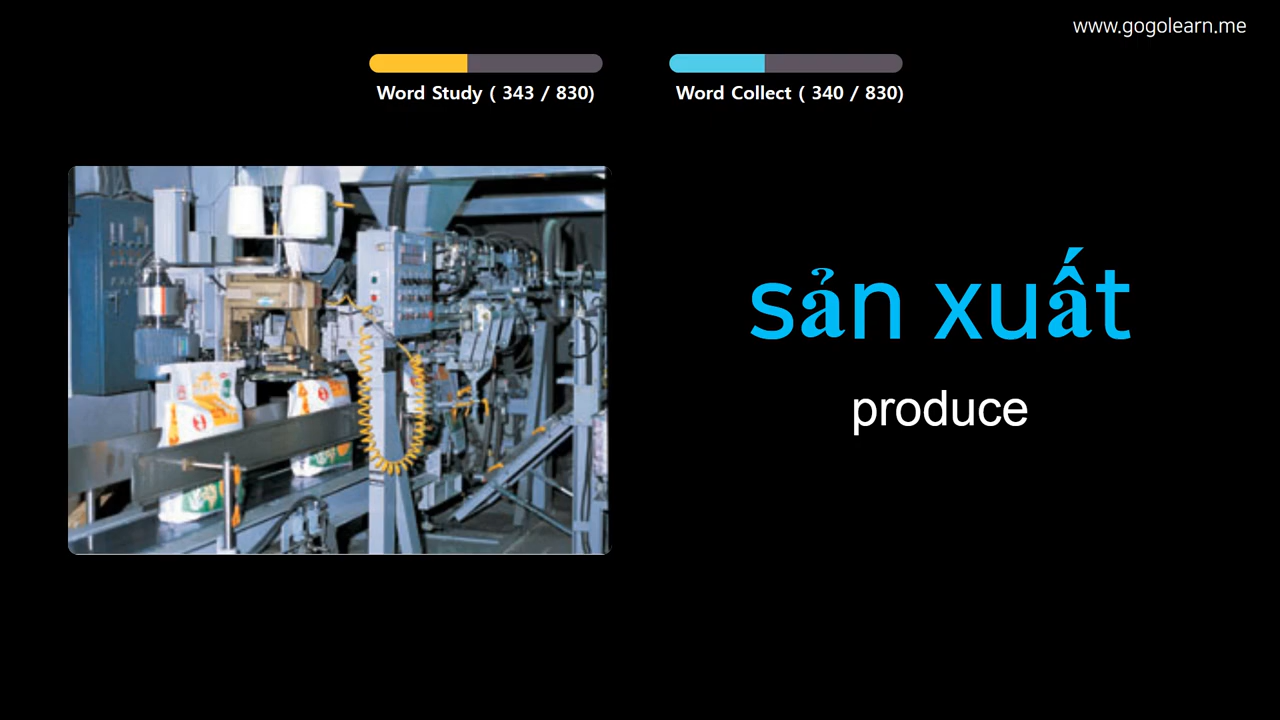 www.gogolearn.me
Word Study ( 343 / 830)
Word Collect ( 340 / 830)
sản xuất
produce